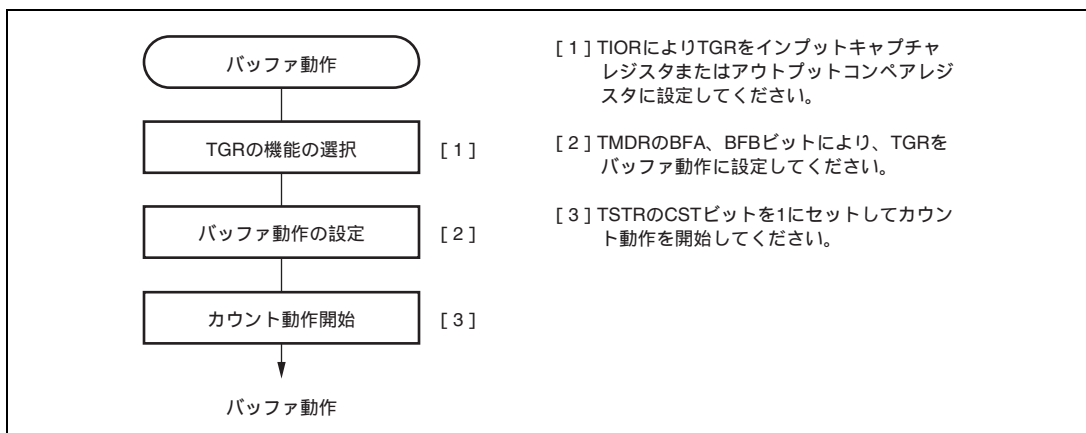 バッファ動作
TGRの機能の選択 [ 1 ]
バッファ動作の設定 [ 2 ]
カウント動作開始 [ 3 ]
バッファ動作
[ 1 ] TIORによりTGRをインプットキャプチャ
レジスタまたはアウトプットコンペアレジ
スタに設定してください。
[ 2 ] TMDRのBFA、BFBビットにより、TGRを
バッファ動作に設定してください。
[ 3 ] TSTRのCSTビットを1にセットしてカウン
ト動作を開始してください。